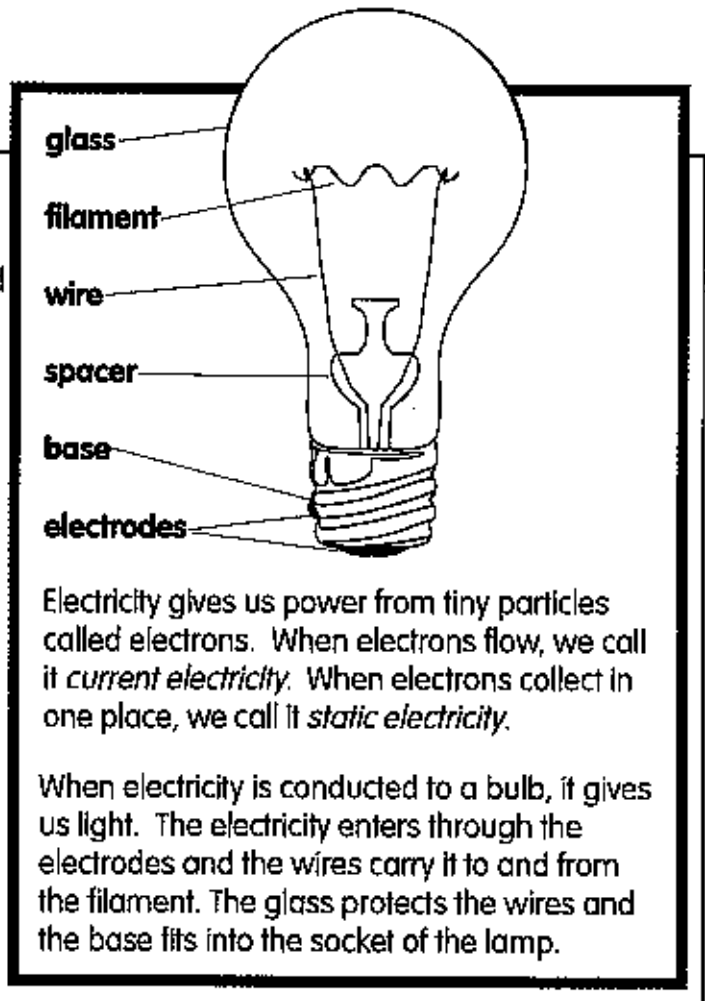 glass
filament
wire
spacer
base
electrodes
Electricity gives us power from tiny particles
called electrons. When electrons flow, we call
it current electricity. When electrons collect in
one place, we call it static electricity.
When electricity is conducted to a bulb, it gives
us light. The electricity enters through the
electrodes and the wires carry it to and from
the filament. The glass protects the wires and
the base fits into the socket of the lamp.